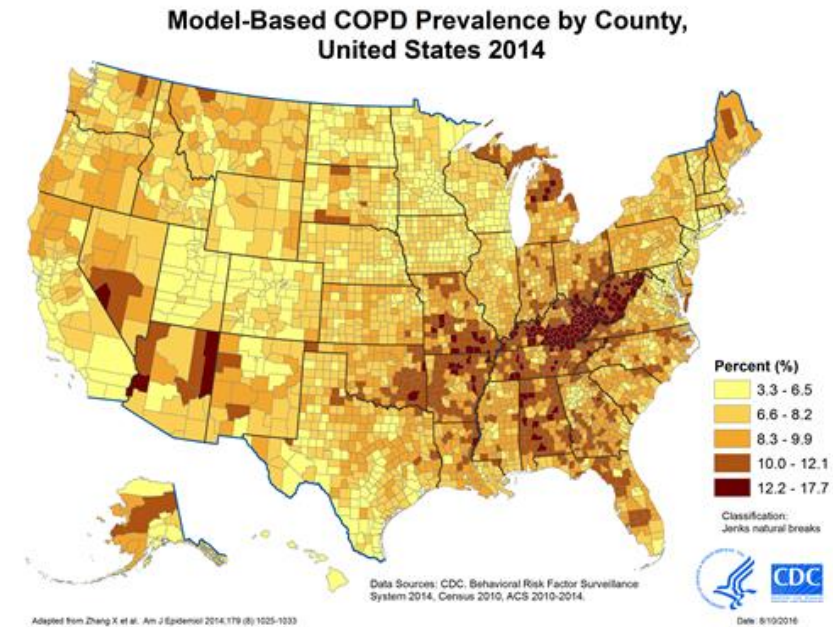 Model-Based COPD Prevalence by County,
United States 2014
Percent (%)
3.3 - 6.5
6.6 - 8.2
8.3 - 9.9
10.0 - 12.1
12.2 - 17.7
Classification:
Jenks natural breaks
CDC
Data Sources: CDC. Behavioral Risk Factor Surveillance
System 2014, Census 2010, ACS 2010-2014.
Adapted from Zhang X et al. Am J Epidemiol 2014;179 (8) 1025-1033
Date: 8/10/2016